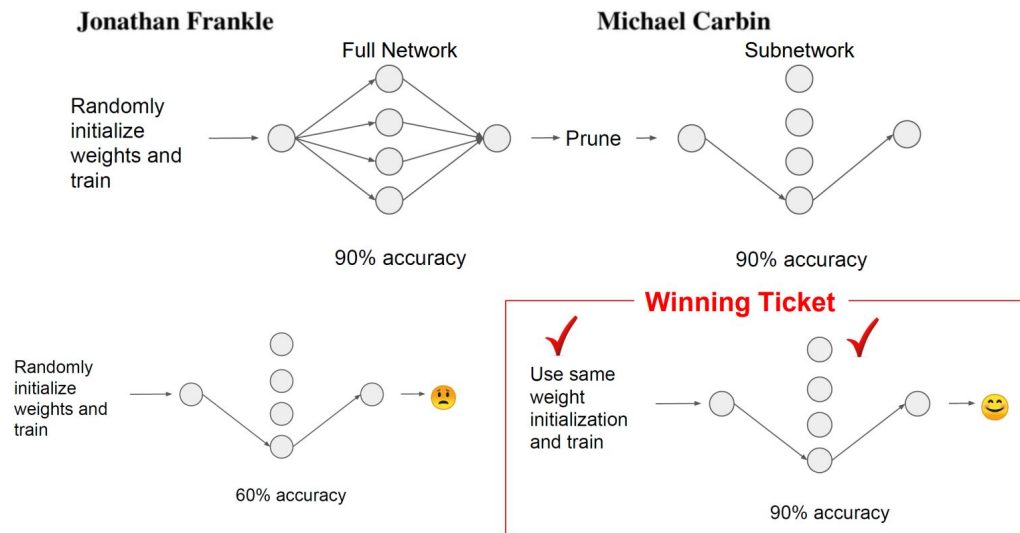 Jonathan Frankle
Michael Carbin
Full Network
Subnetwork
Randomly
initialize
weights and
train
Prune
90% accuracy
90% accuracy
Winning Ticket
Randomly
initialize
weights and
train
60% accuracy
Use same
weight
initialization
and train
90% accuracy